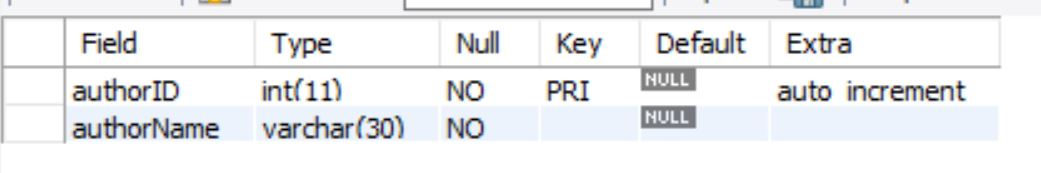 Field Type Null Key Default Extra
authorID int(11) NO PRI NULL auto_increment
authorName varchar(30) NO NULL